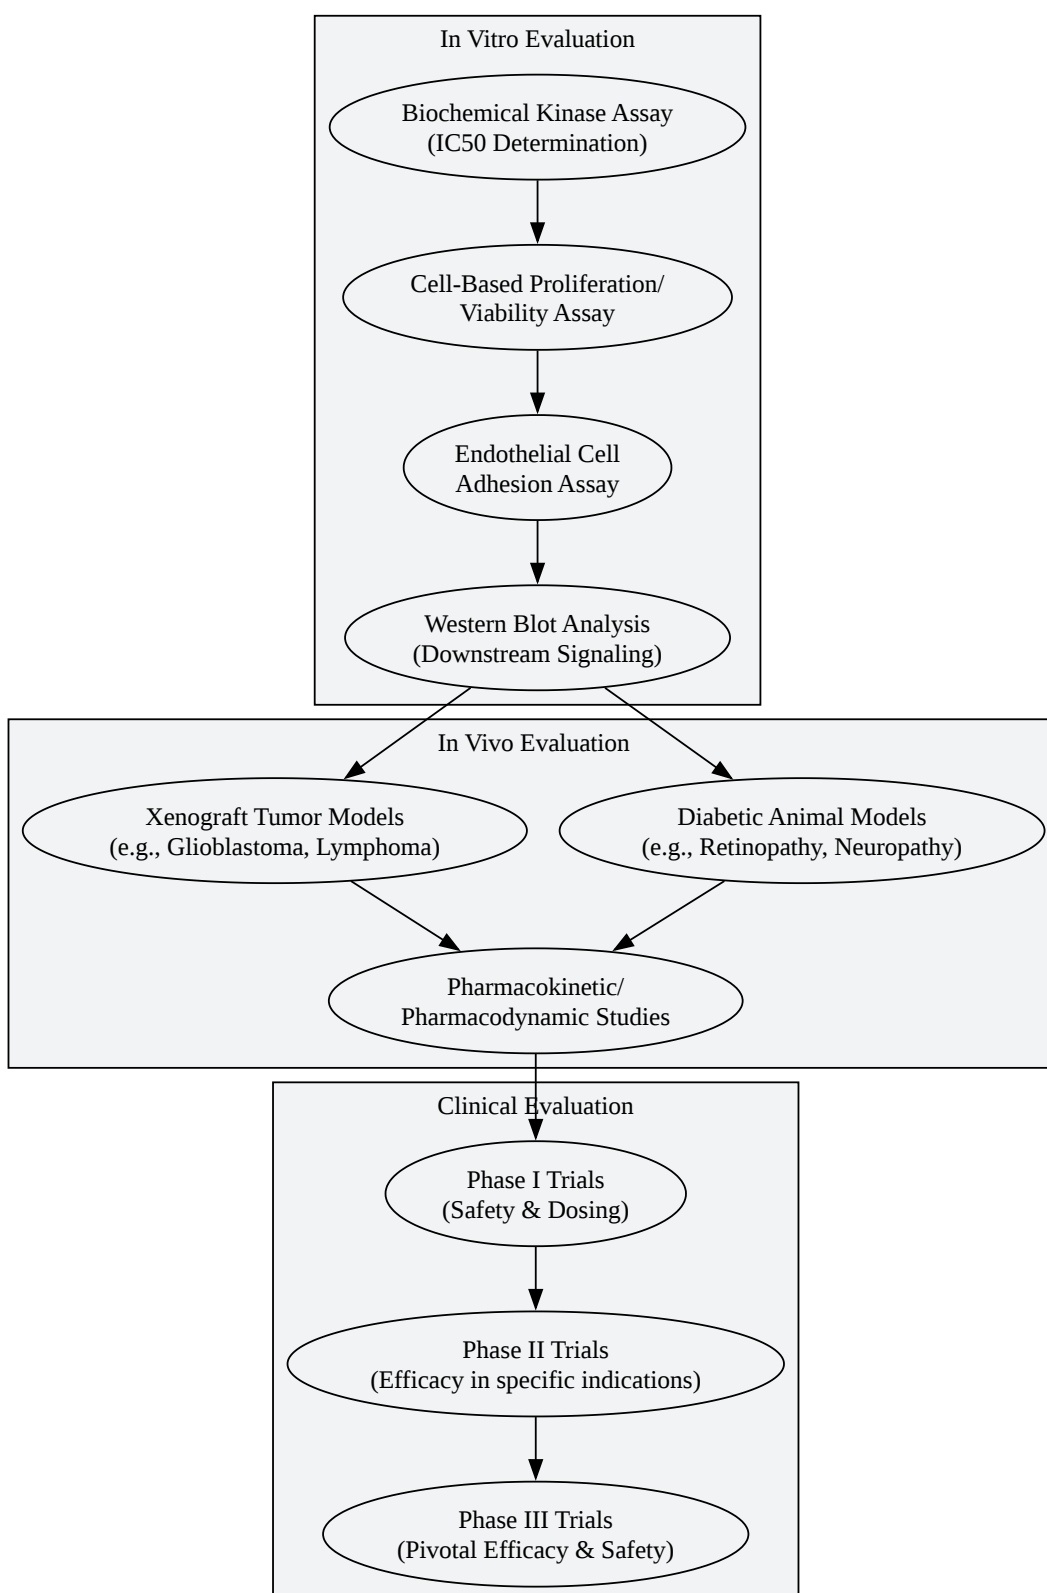 In Vitro Evaluation
Biochemical Kinase Assay
(IC50 Determination)
Cell-Based Proliferation/
Viability Assay
Endothelial Cell
Adhesion Assay
Western Blot Analysis
(Downstream Signaling)
In Vivo Evaluation
Xenograft Tumor Models
(e.g., Glioblastoma, Lymphoma)
Diabetic Animal Models
(e.g., Retinopathy, Neuropathy)
Pharmacokinetic/
Pharmacodynamic Studies
Clinical Evaluation
Phase I Trials
(Safety & Dosing)
Phase II Trials
(Efficacy in specific indications)
Phase III Trials
(Pivotal Efficacy & Safety)